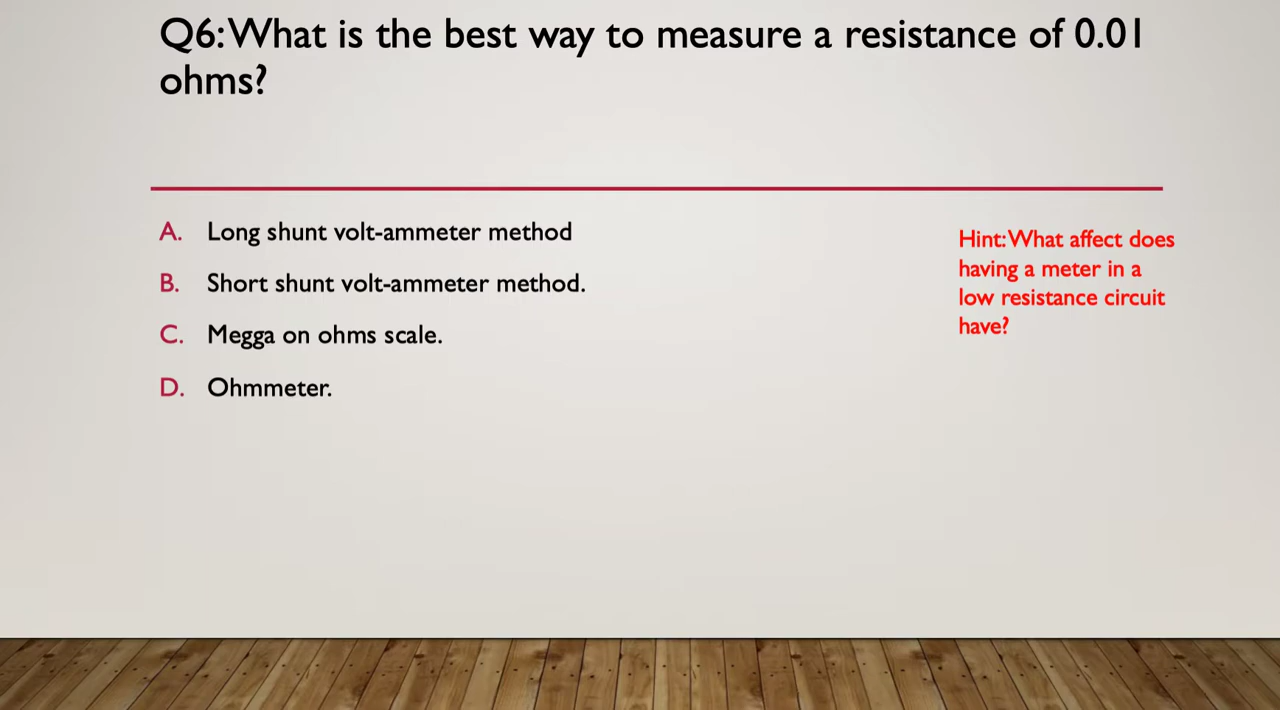 Q6: What is the best way to measure a resistance of 0.01
ohms?
A. Long shunt volt-ammeter method
B. Short shunt volt-ammeter method.
C. Megga on ohms scale.
D. Ohmmeter.
Hint: What affect does
having a meter in a
low resistance circuit
have?